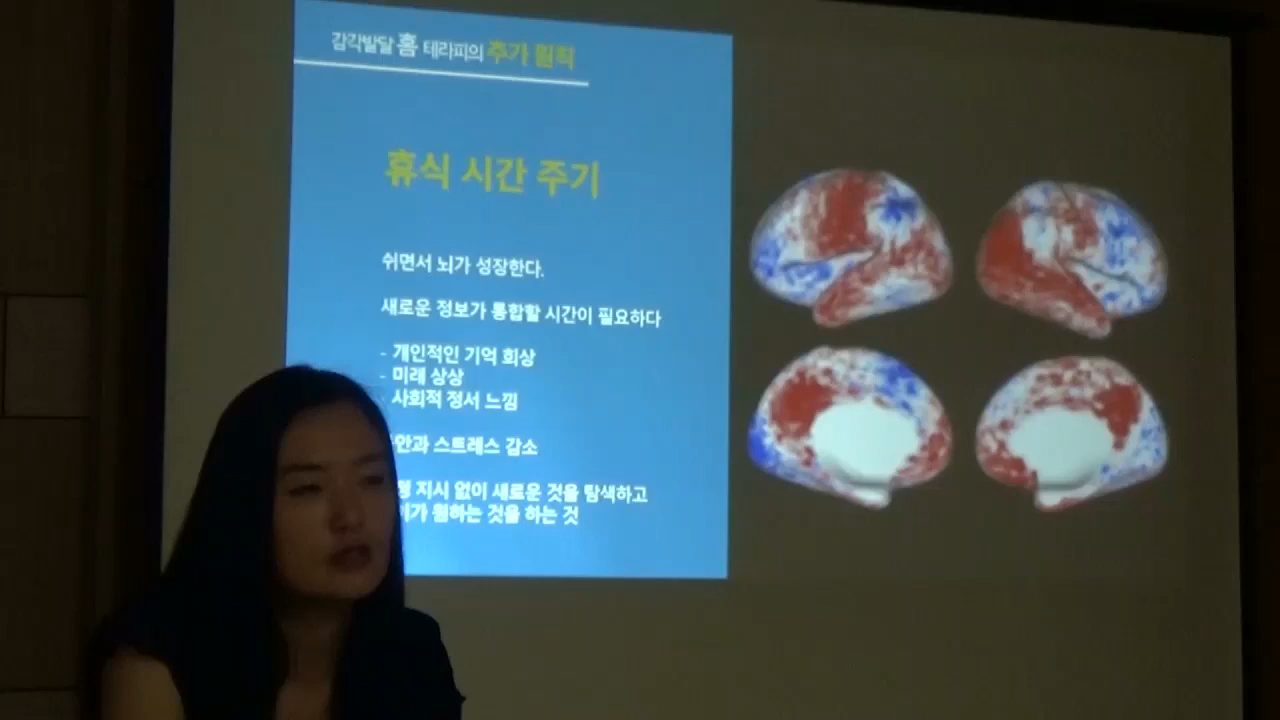 감각발달 홈 테라피의 추가 원칙
휴식 시간 주기
쉬면서 뇌가 성장한다.
새로운 정보가 통합할 시간이 필요하다
- 개인적인 기억 회상
- 미래 상상
사회적 정서 느낌
스트레스 감소
지시 없이 새로운 것을 탐색하고
원하는 것을 하는 것